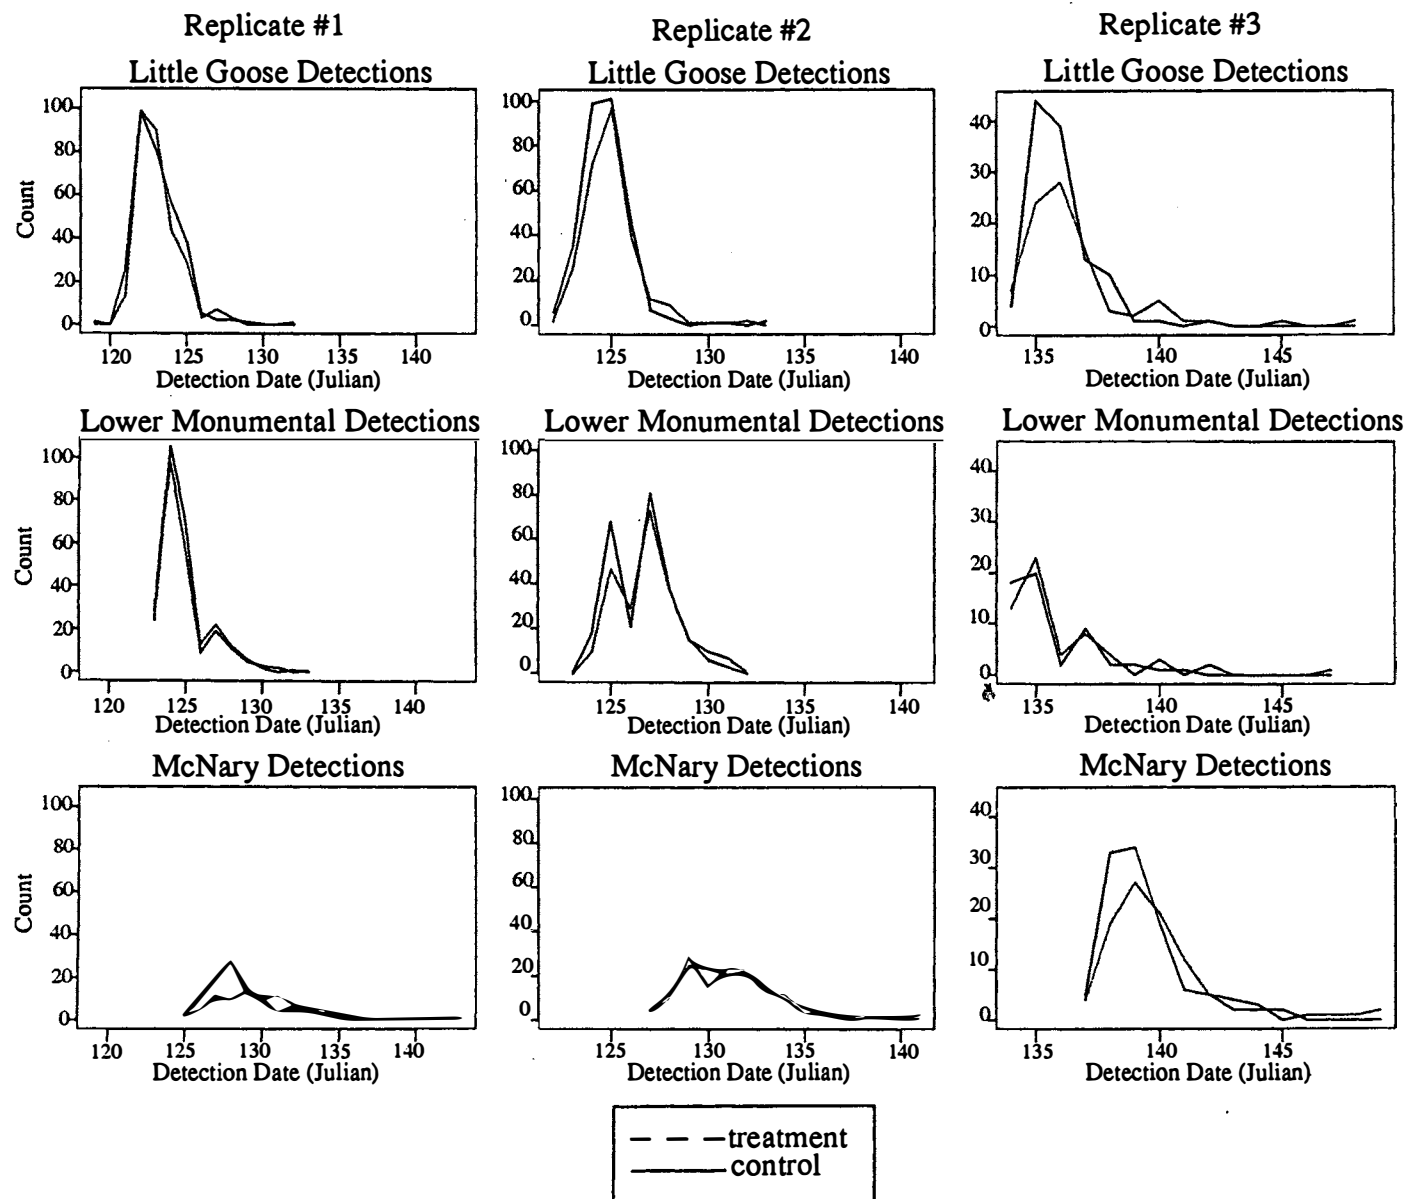 Replicate #1
Replicate #2
Replicate #3
Little Goose Detections
Little Goose Detections
Little Goose Detections
Count
100
80
60
40
20
0
120 125 130 135 140
Detection Date (Julian)
100
80
60
40
20
0
125 130 135 140
Detection Date (Julian)
40
30
20
10
0
135 140 145
Detection Date (Julian)
Lower Monumental Detections
Lower Monumental Detections
Lower Monumental Detections
Count
100
80
60
40
20
0
120 125 130 135 140
Detection Date (Julian)
100
80
60
40
20
0
125 130 135 140
Detection Date (Julian)
40
30
20
10
0
135 140 145
Detection Date (Julian)
McNary Detections
McNary Detections
McNary Detections
Count
100
80
60
40
20
0
120 125 130 135 140
Detection Date (Julian)
100
80
60
40
20
0
125 130 135 140
Detection Date (Julian)
40
30
20
10
0
135 140 145
Detection Date (Julian)
treatment
control